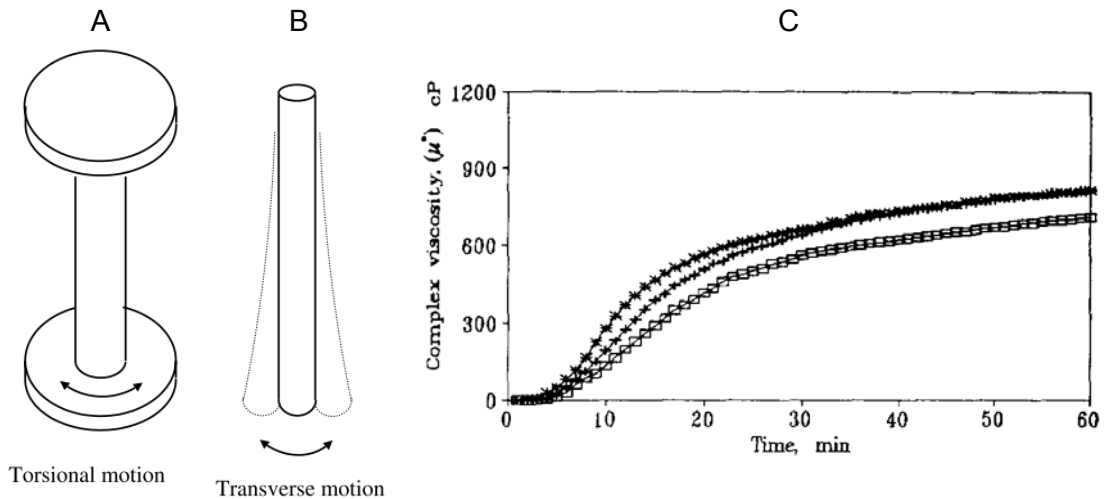 A
B
C
Torsional motion
Transverse motion
Complex viscosity, (μ*) cP
1200
900
600
300
0
0
10
20
30
40
50
60
Time, min